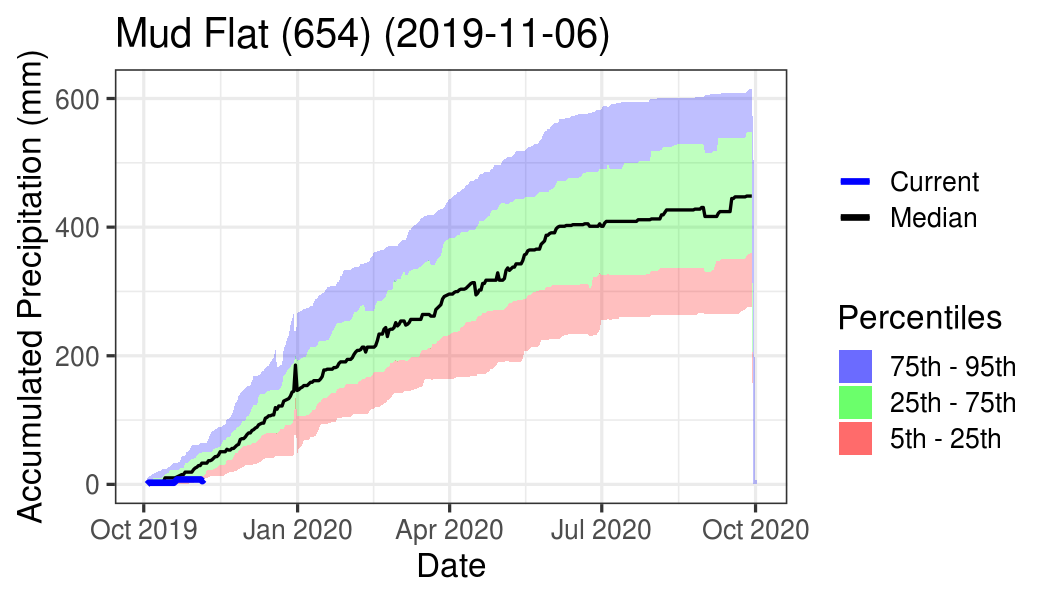 Mud Flat (654) (2019-11-06)
Accumulated Precipitation (mm)
600
400
200
0
Oct 2019
Jan 2020
Apr 2020
Jul 2020
Oct 2020
Date
Current
Median
Percentiles
75th - 95th
25th - 75th
5th - 25th